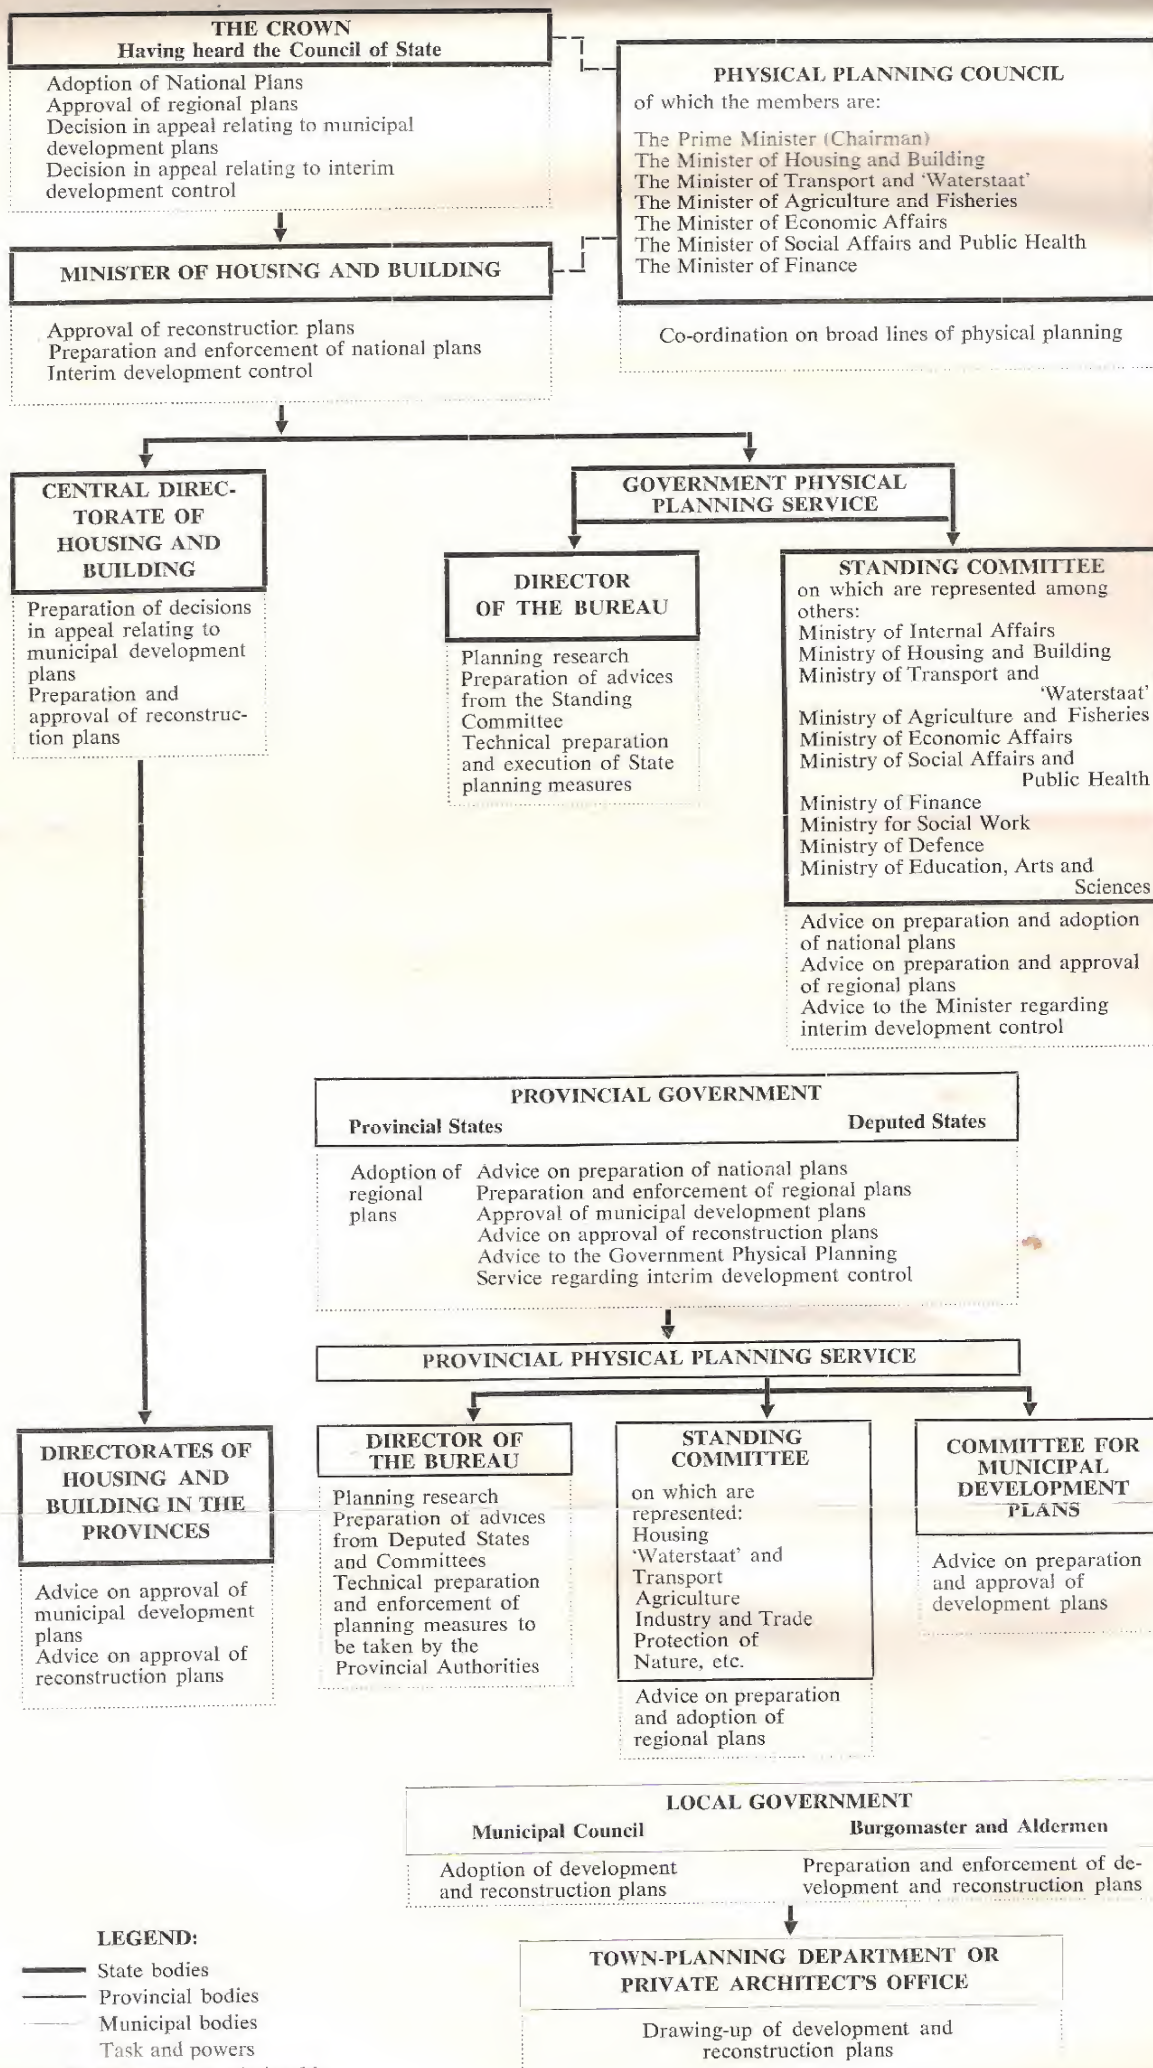 THE CROWN
Having heard the Council of State
Adoption of National Plans
Approval of regional plans
Decision in appeal relating to municipal
development plans
Decision in appeal relating to interim
development control
PHYSICAL PLANNING COUNCIL
of which the members are:
The Prime Minister (Chairman)
The Minister of Housing and Building
The Minister of Transport and ‘Waterstaat’
The Minister of Agriculture and Fisheries
The Minister of Economic Affairs
The Minister of Social Affairs and Public Health
The Minister of Finance
Co-ordination on broad lines of physical planning
MINISTER OF HOUSING AND BUILDING
Approval of reconstruction plans
Preparation and enforcement of national plans
Interim development control
CENTRAL DIREC-
TORATE OF
HOUSING AND
BUILDING
Preparation of decisions
in appeal relating to
municipal development
plans
Preparation and
approval of reconstruc-
tion plans
GOVERNMENT PHYSICAL
PLANNING SERVICE
DIRECTOR
OF THE BUREAU
Planning research
Preparation of advices
from the Standing
Committee
Technical preparation
and execution of State
planning measures
STANDING COMMITTEE
on which are represented among
others:
Ministry of Internal Affairs
Ministry of Housing and Building
Ministry of Transport and
‘Waterstaat’
Ministry of Agriculture and Fisheries
Ministry of Economic Affairs
Ministry of Social Affairs and
Public Health
Ministry of Finance
Ministry for Social Work
Ministry of Defence
Ministry of Education, Arts and
Sciences
Advice on preparation and adoption
of national plans
Advice on preparation and approval
of regional plans
Advice to the Minister regarding
interim development control
PROVINCIAL GOVERNMENT
Provincial States
Deputed States
Adoption of
regional
plans
Advice on preparation of national plans
Preparation and enforcement of regional plans
Approval of municipal development plans
Advice on approval of reconstruction plans
Advice to the Government Physical Planning
Service regarding interim development control
PROVINCIAL PHYSICAL PLANNING SERVICE
DIRECTORATES OF
HOUSING AND
BUILDING IN THE
PROVINCES
Advice on approval of
municipal development
plans
Advice on approval of
reconstruction plans
DIRECTOR OF
THE BUREAU
Planning research
Preparation of advices
from Deputed States
and Committees
Technical preparation
and enforcement of
planning measures to
be taken by the
Provincial Authorities
STANDING
COMMITTEE
on which are
represented:
Housing
‘Waterstaat’ and
Transport
Agriculture
Industry and Trade
Protection of
Nature, etc.
Advice on preparation
and adoption of
regional plans
COMMITTEE FOR
MUNICIPAL
DEVELOPMENT
PLANS
Advice on preparation
and approval of
development plans
LOCAL GOVERNMENT
Municipal Council
Burgomaster and Aldermen
Adoption of development
and reconstruction plans
Preparation and enforcement of de-
velopment and reconstruction plans
TOWN-PLANNING DEPARTMENT OR
PRIVATE ARCHITECT'S OFFICE
Drawing-up of development and
reconstruction plans
LEGEND:
State bodies
Provincial bodies
Municipal bodies
Task and powers